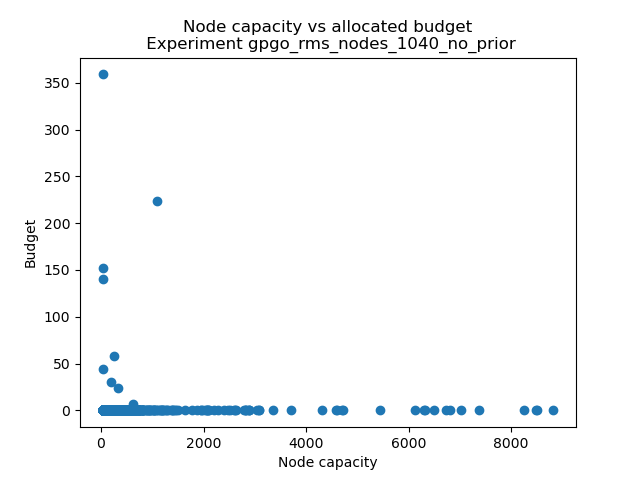 Node capacity vs allocated budget
Experiment gpgo_rms_nodes_1040_no_prior
Budget
350
300
250
200
150
100
50
0
0 2000 4000 6000 8000
Node capacity